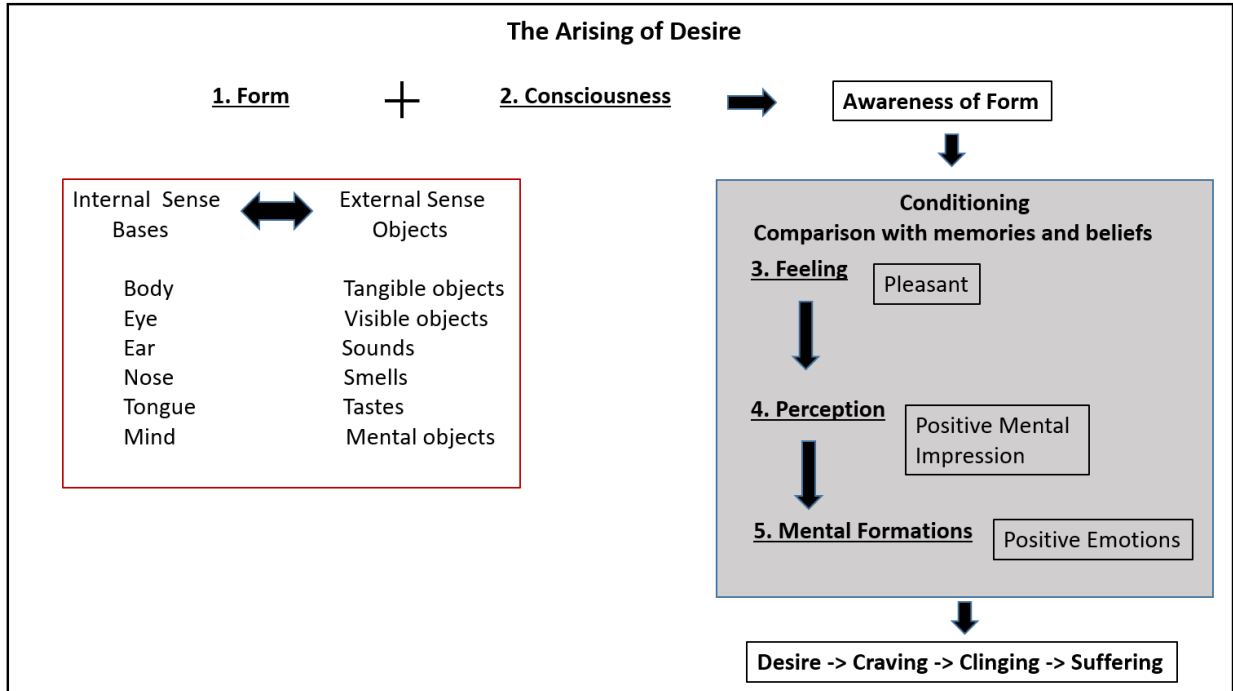 The Arising of Desire
1. Form + 2. Consciousness
Awareness of Form
Internal Sense
Bases
External Sense
Objects
Body Tangible objects
Eye Visible objects
Ear Sounds
Nose Smells
Tongue Tastes
Mind Mental objects
Conditioning
Comparison with memories and beliefs
3. Feeling
Pleasant
4. Perception
Positive Mental
Impression
5. Mental Formations
Positive Emotions
Desire -> Craving -> Clinging -> Suffering